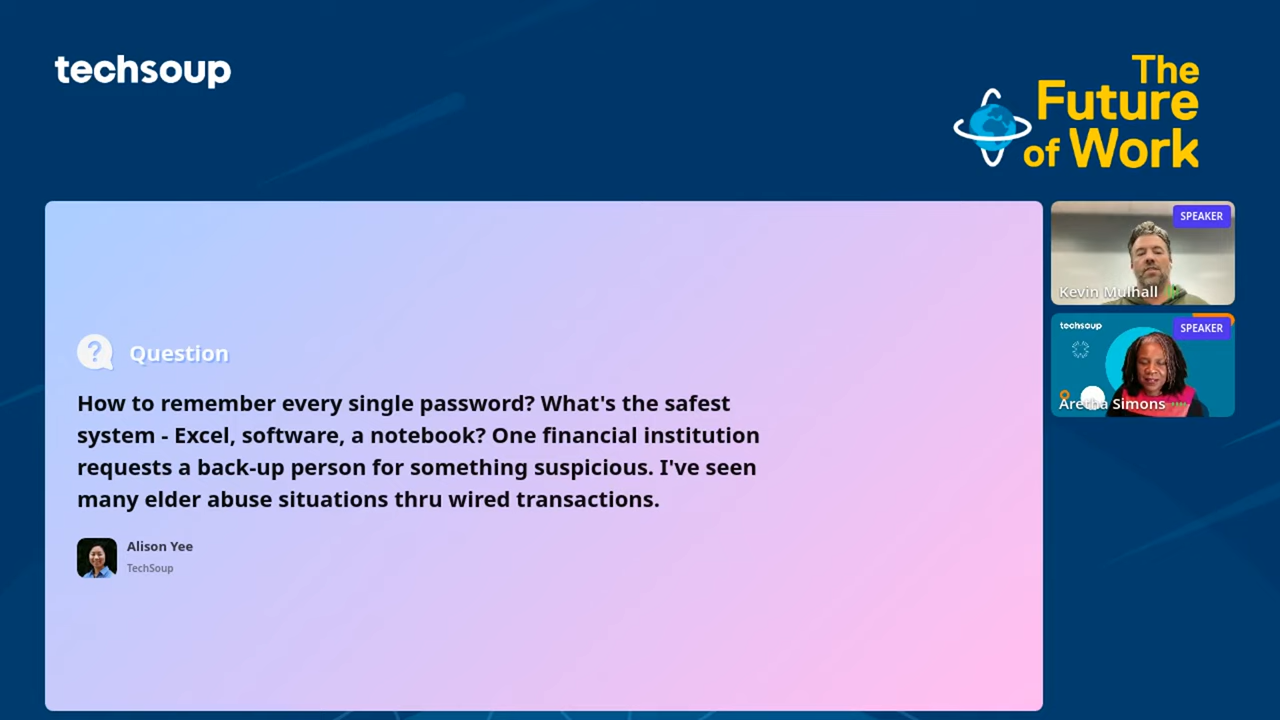 techsoup
The
Future
of Work
Question
How to remember every single password? What's the safest
system - Excel, software, a notebook? One financial institution
requests a back-up person for something suspicious. I've seen
many elder abuse situations thru wired transactions.
Alison Yee
TechSoup
SPEAKER
Kevin Mulhall
techsoup
SPEAKER
Aretha Simons